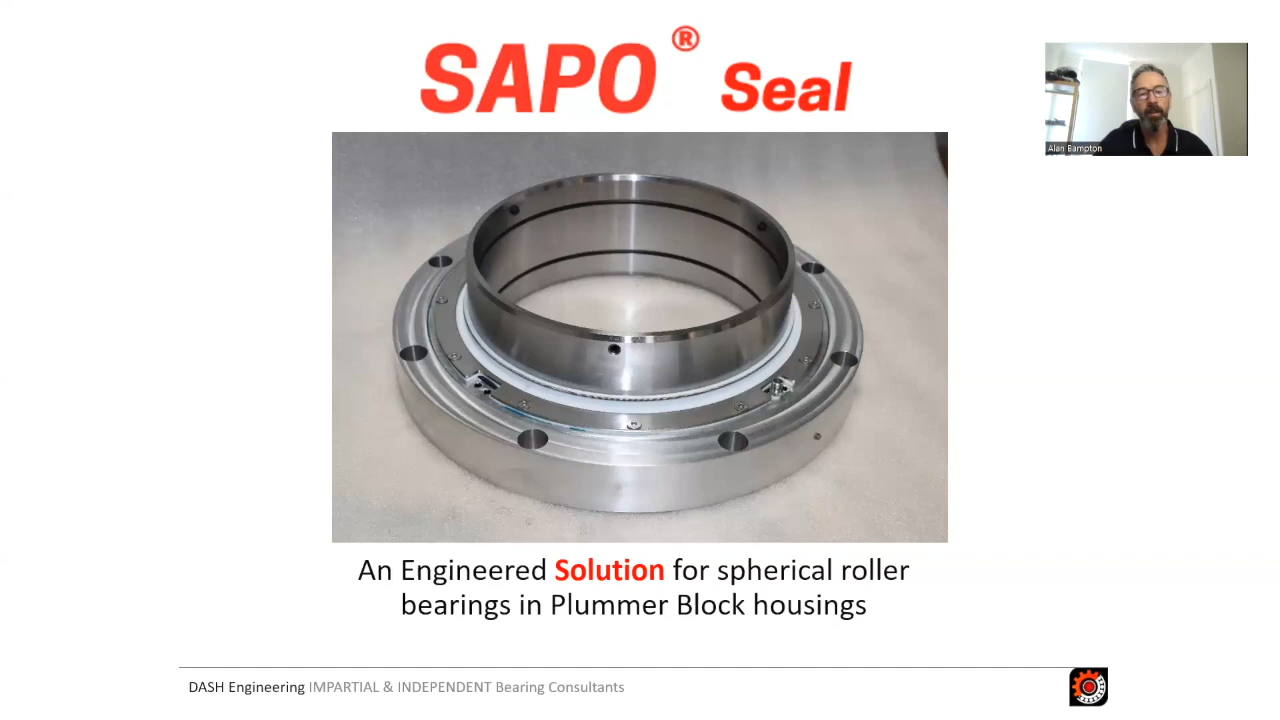 SAPO® Seal
Alan Bampton
An Engineered Solution for spherical roller
bearings in Plummer Block housings
DASH Engineering IMPARTIAL & INDEPENDENT Bearing Consultants